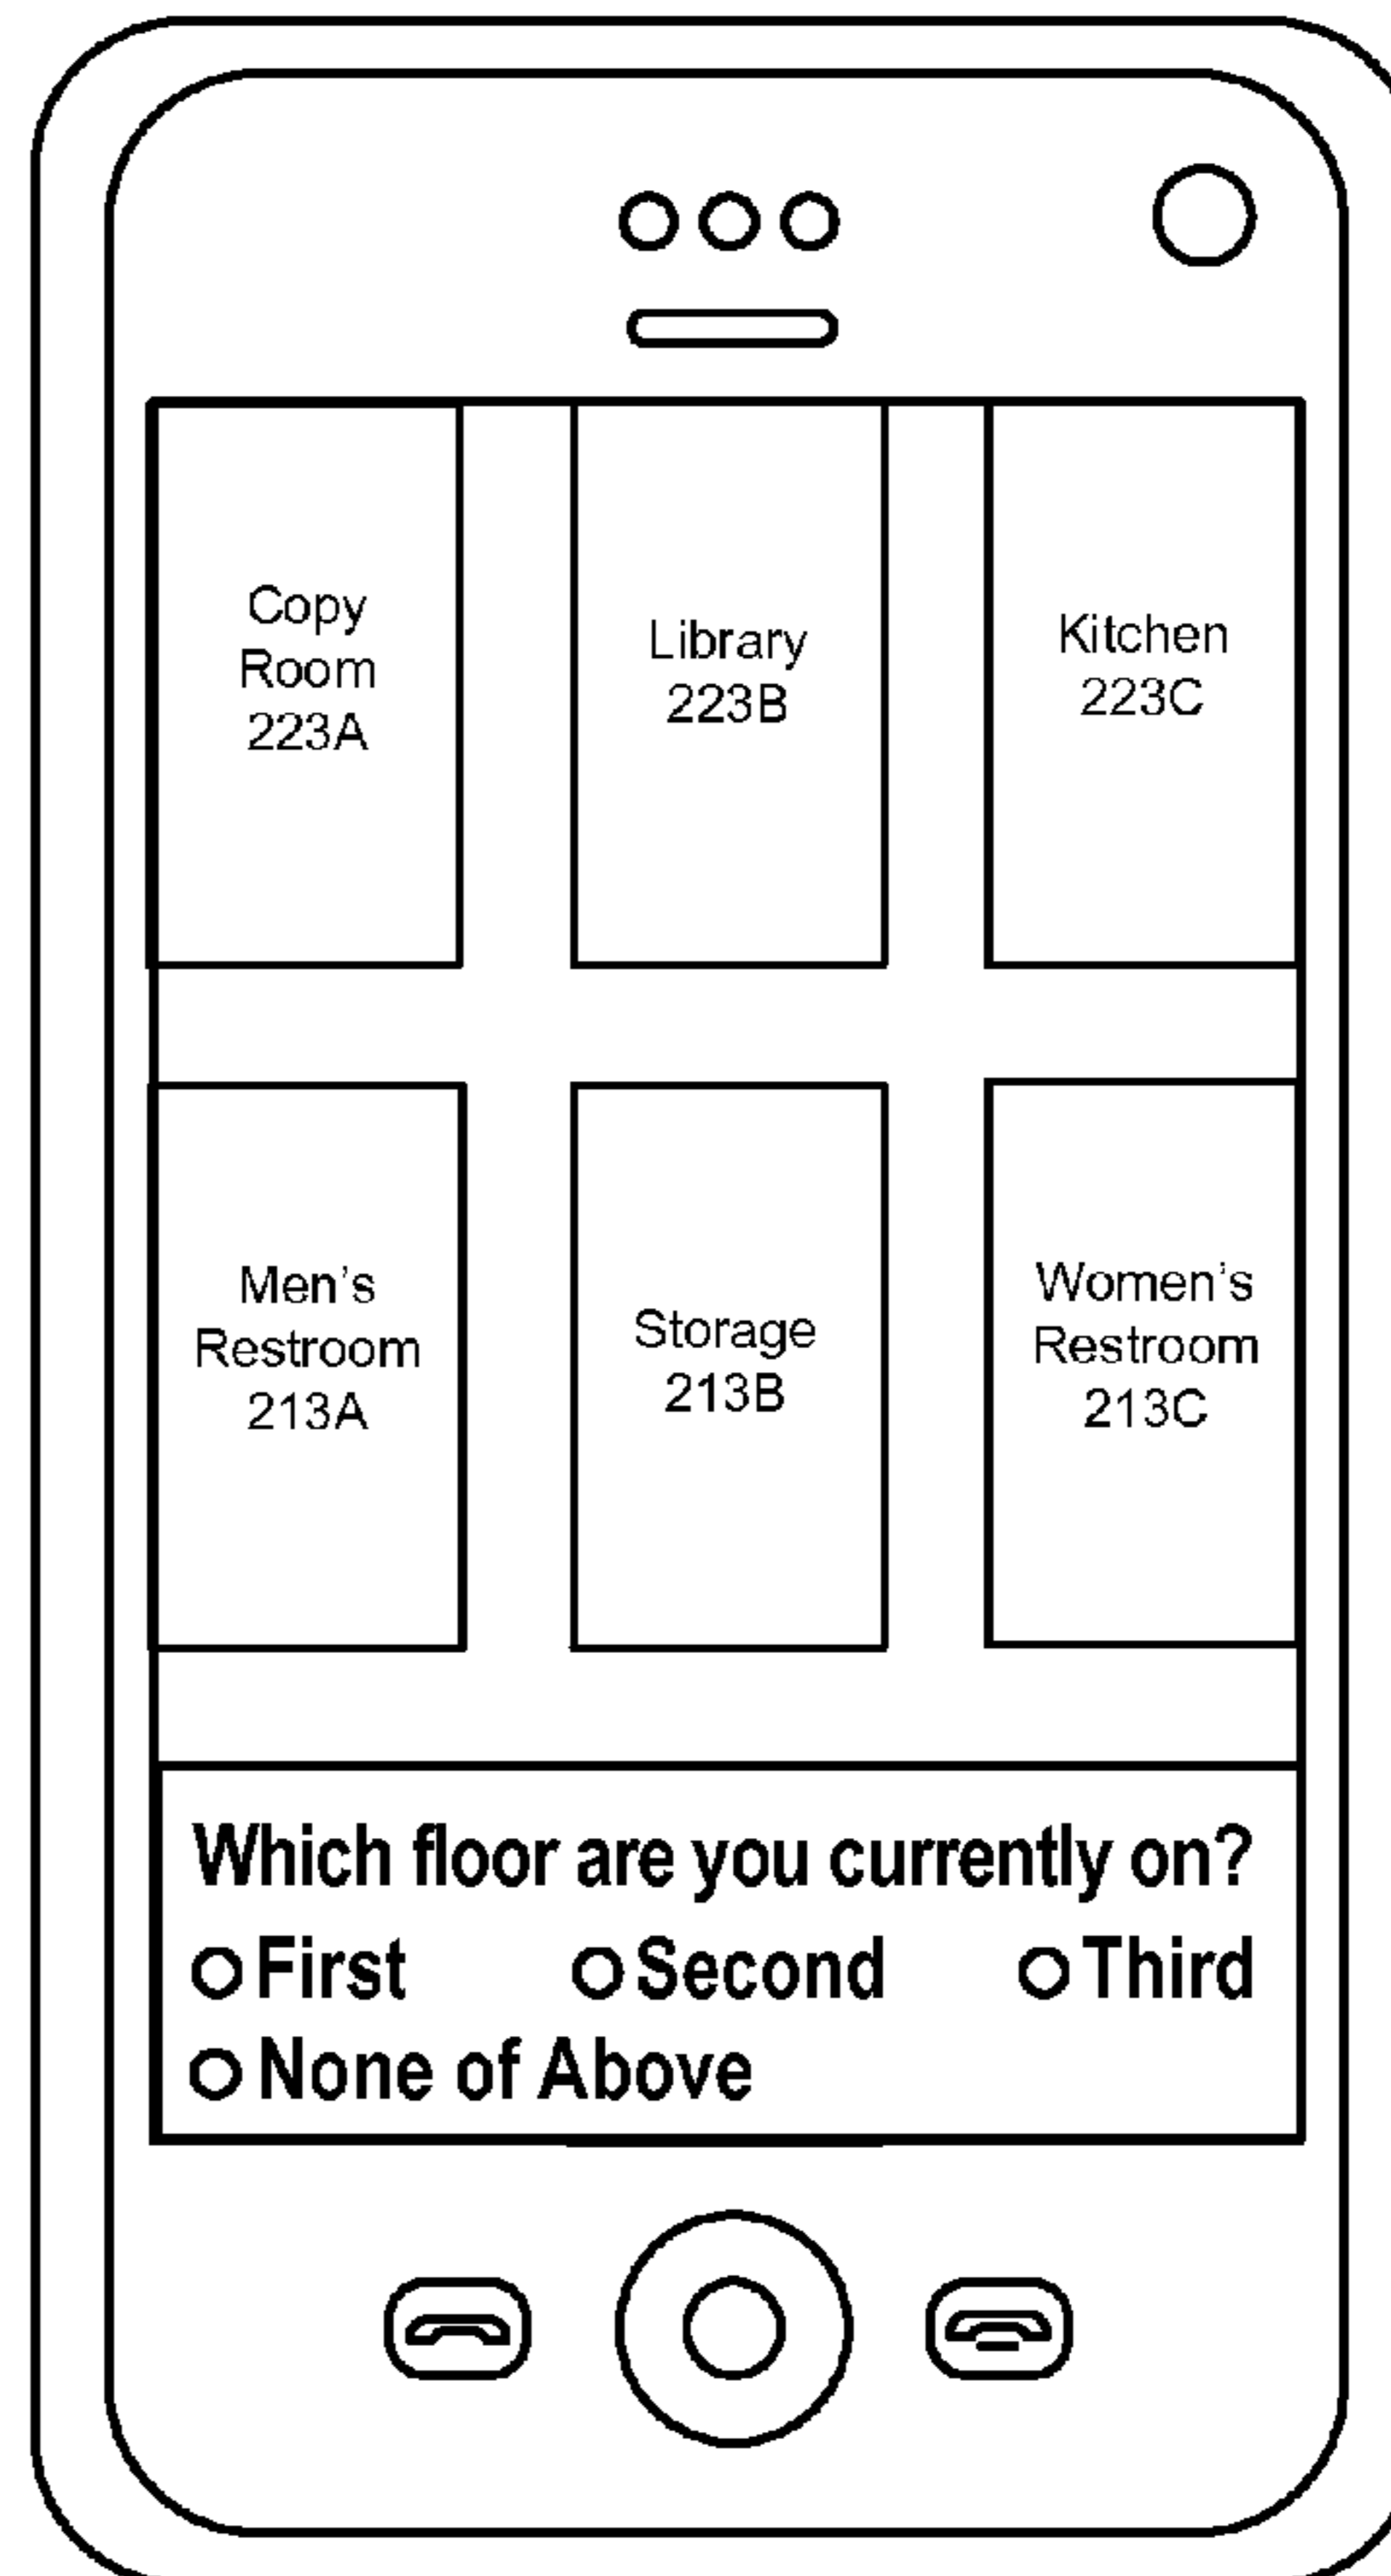 Copy
Room
223A
Library
223B
Kitchen
223C
Men's
Restroom
213A
Storage
213B
Women's
Restroom
213C
Which floor are you currently on?
First Second Third
None of Above